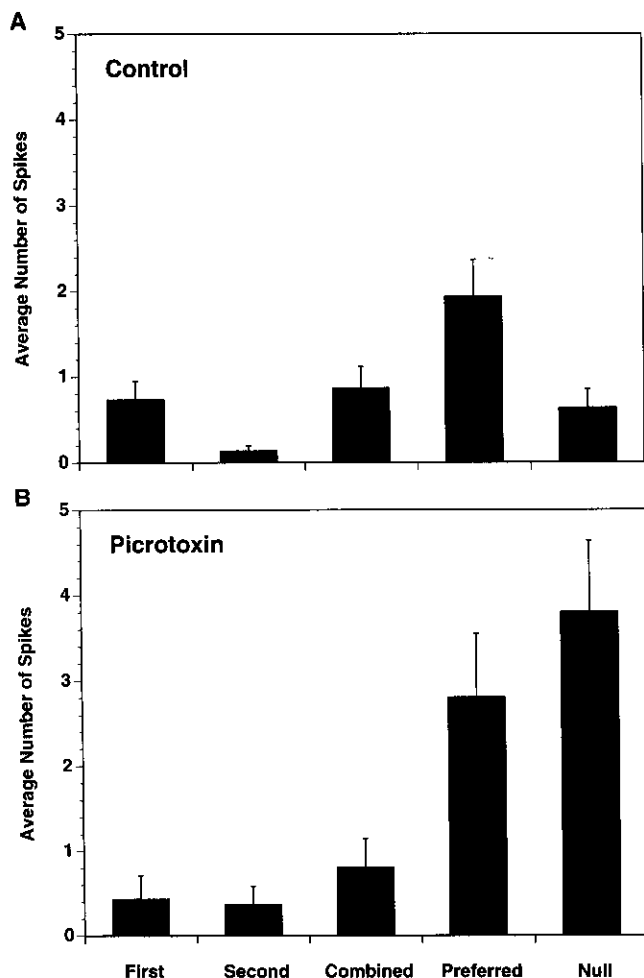 A
5
Control
4
3
2
1
0
Average Number of Spikes
B
5
Picrotoxin
4
3
2
1
0
Average Number of Spikes
First Second Combined Preferred Null